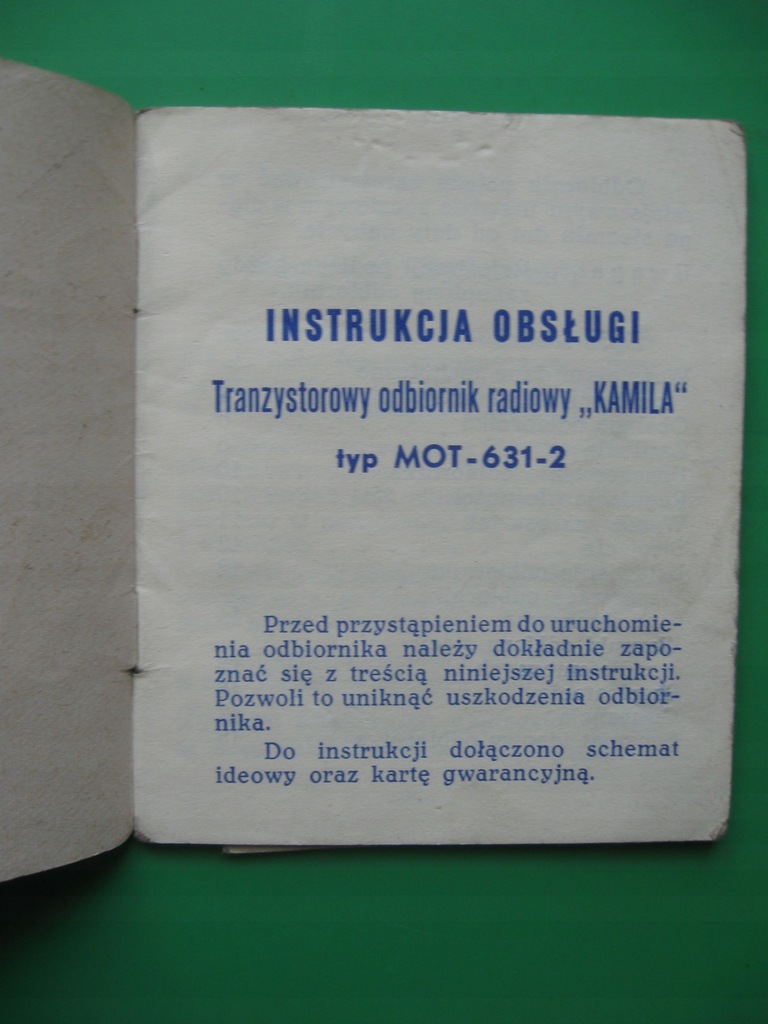 INSTRUKCJA OBSŁUGI
Tranzystorowy odbiornik radiowy „KAMILA“
typ MOT-631-2
Przed przystąpieniem do uruchomie-
nia odbiornika należy dokładnie zapo-
znać się z treścią niniejszej instrukcji.
Pozwoli to uniknąć uszkodzenia odbior-
nika.
Do instrukcji dołączono schemat
ideowy oraz kartę gwarancyjną.